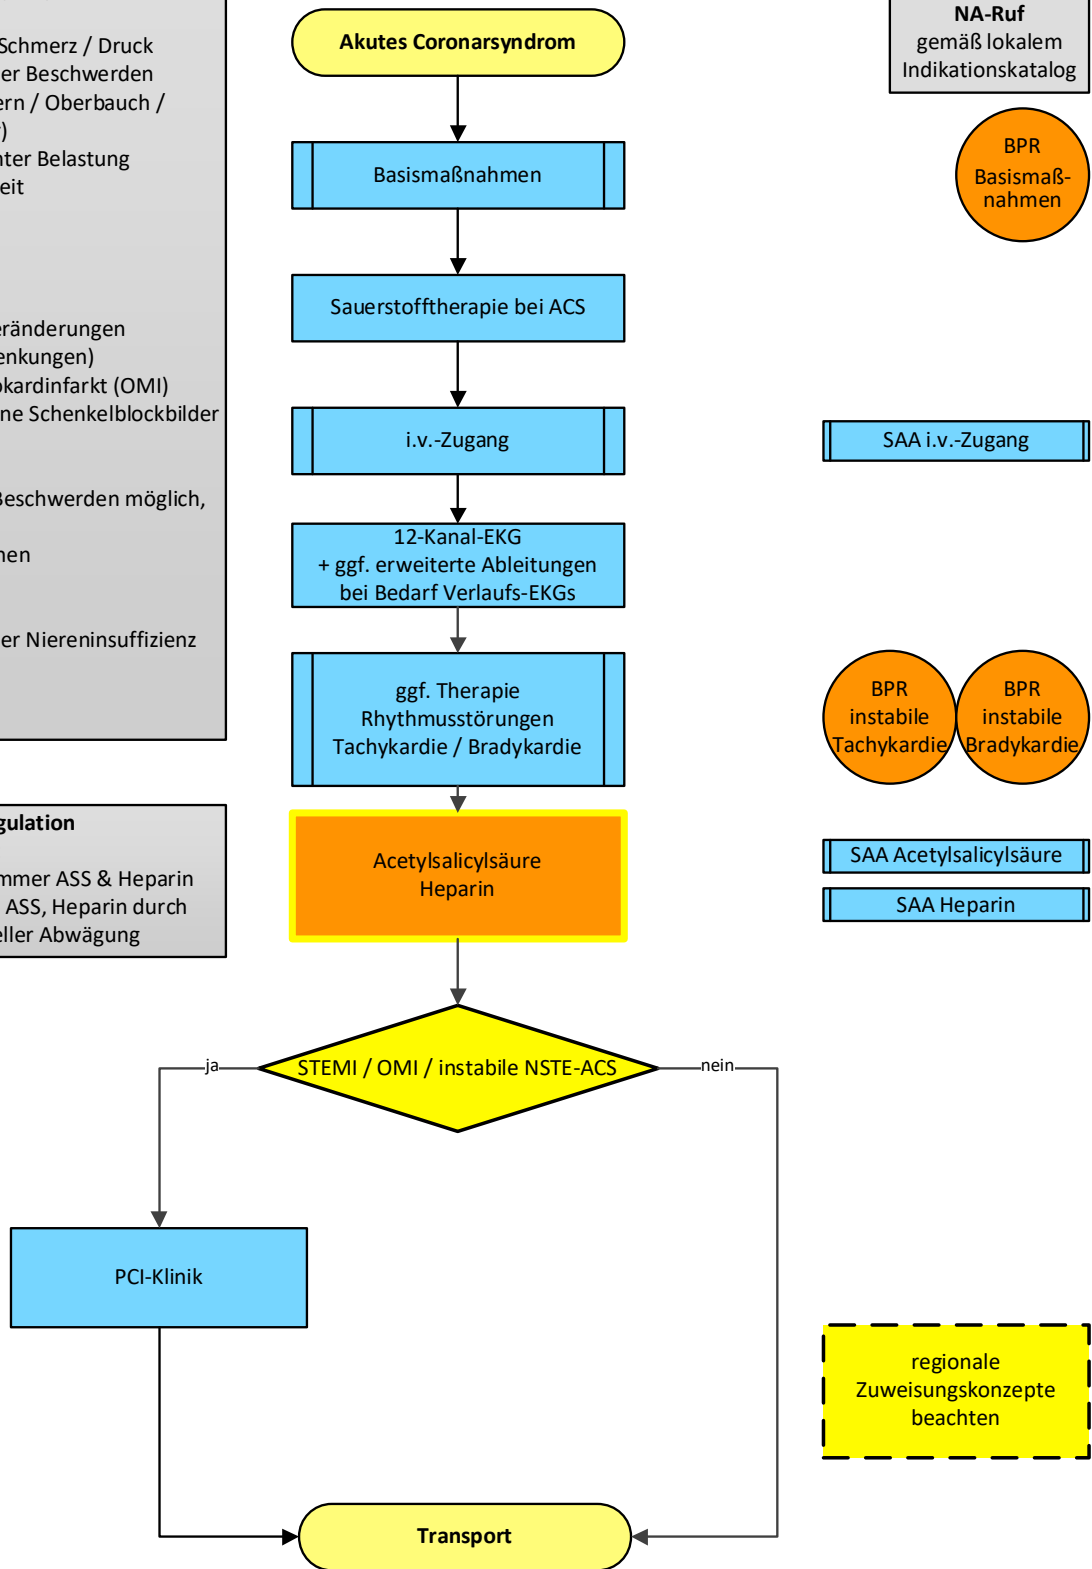 Schmerz / Druck
er Beschwerden
ern / Oberbauch /
nter Belastung
eit
eränderungen
enkungen)
okardinfarkt (OMI)
ne Schenkelblockbilder
Beschwerden möglich,
nen
er Niereninsuffizienz
gulation
mmer ASS & Heparin
ASS, Heparin durch
eller Abwägung
Akutes Coronarsyndrom
Basismaßnahmen
Sauerstofftherapie bei ACS
i.v.-Zugang
12-Kanal-EKG
+ ggf. erweiterte Ableitungen
bei Bedarf Verlaufs-EKGs
ggf. Therapie
Rhythmusstörungen
Tachykardie / Bradykardie
Acetylsalicylsäure
Heparin
STEMI / OMI / instabile NSTE-ACS
ja
nein
PCI-Klinik
Transport
NA-Ruf
gemäß lokalem
Indikationskatalog
BPR
Basismaß-
nahmen
SAA i.v.-Zugang
BPR
instabile
Tachykardie
BPR
instabile
Bradykardie
SAA Acetylsalicylsäure
SAA Heparin
regionale
Zuweisungskonzepte
beachten